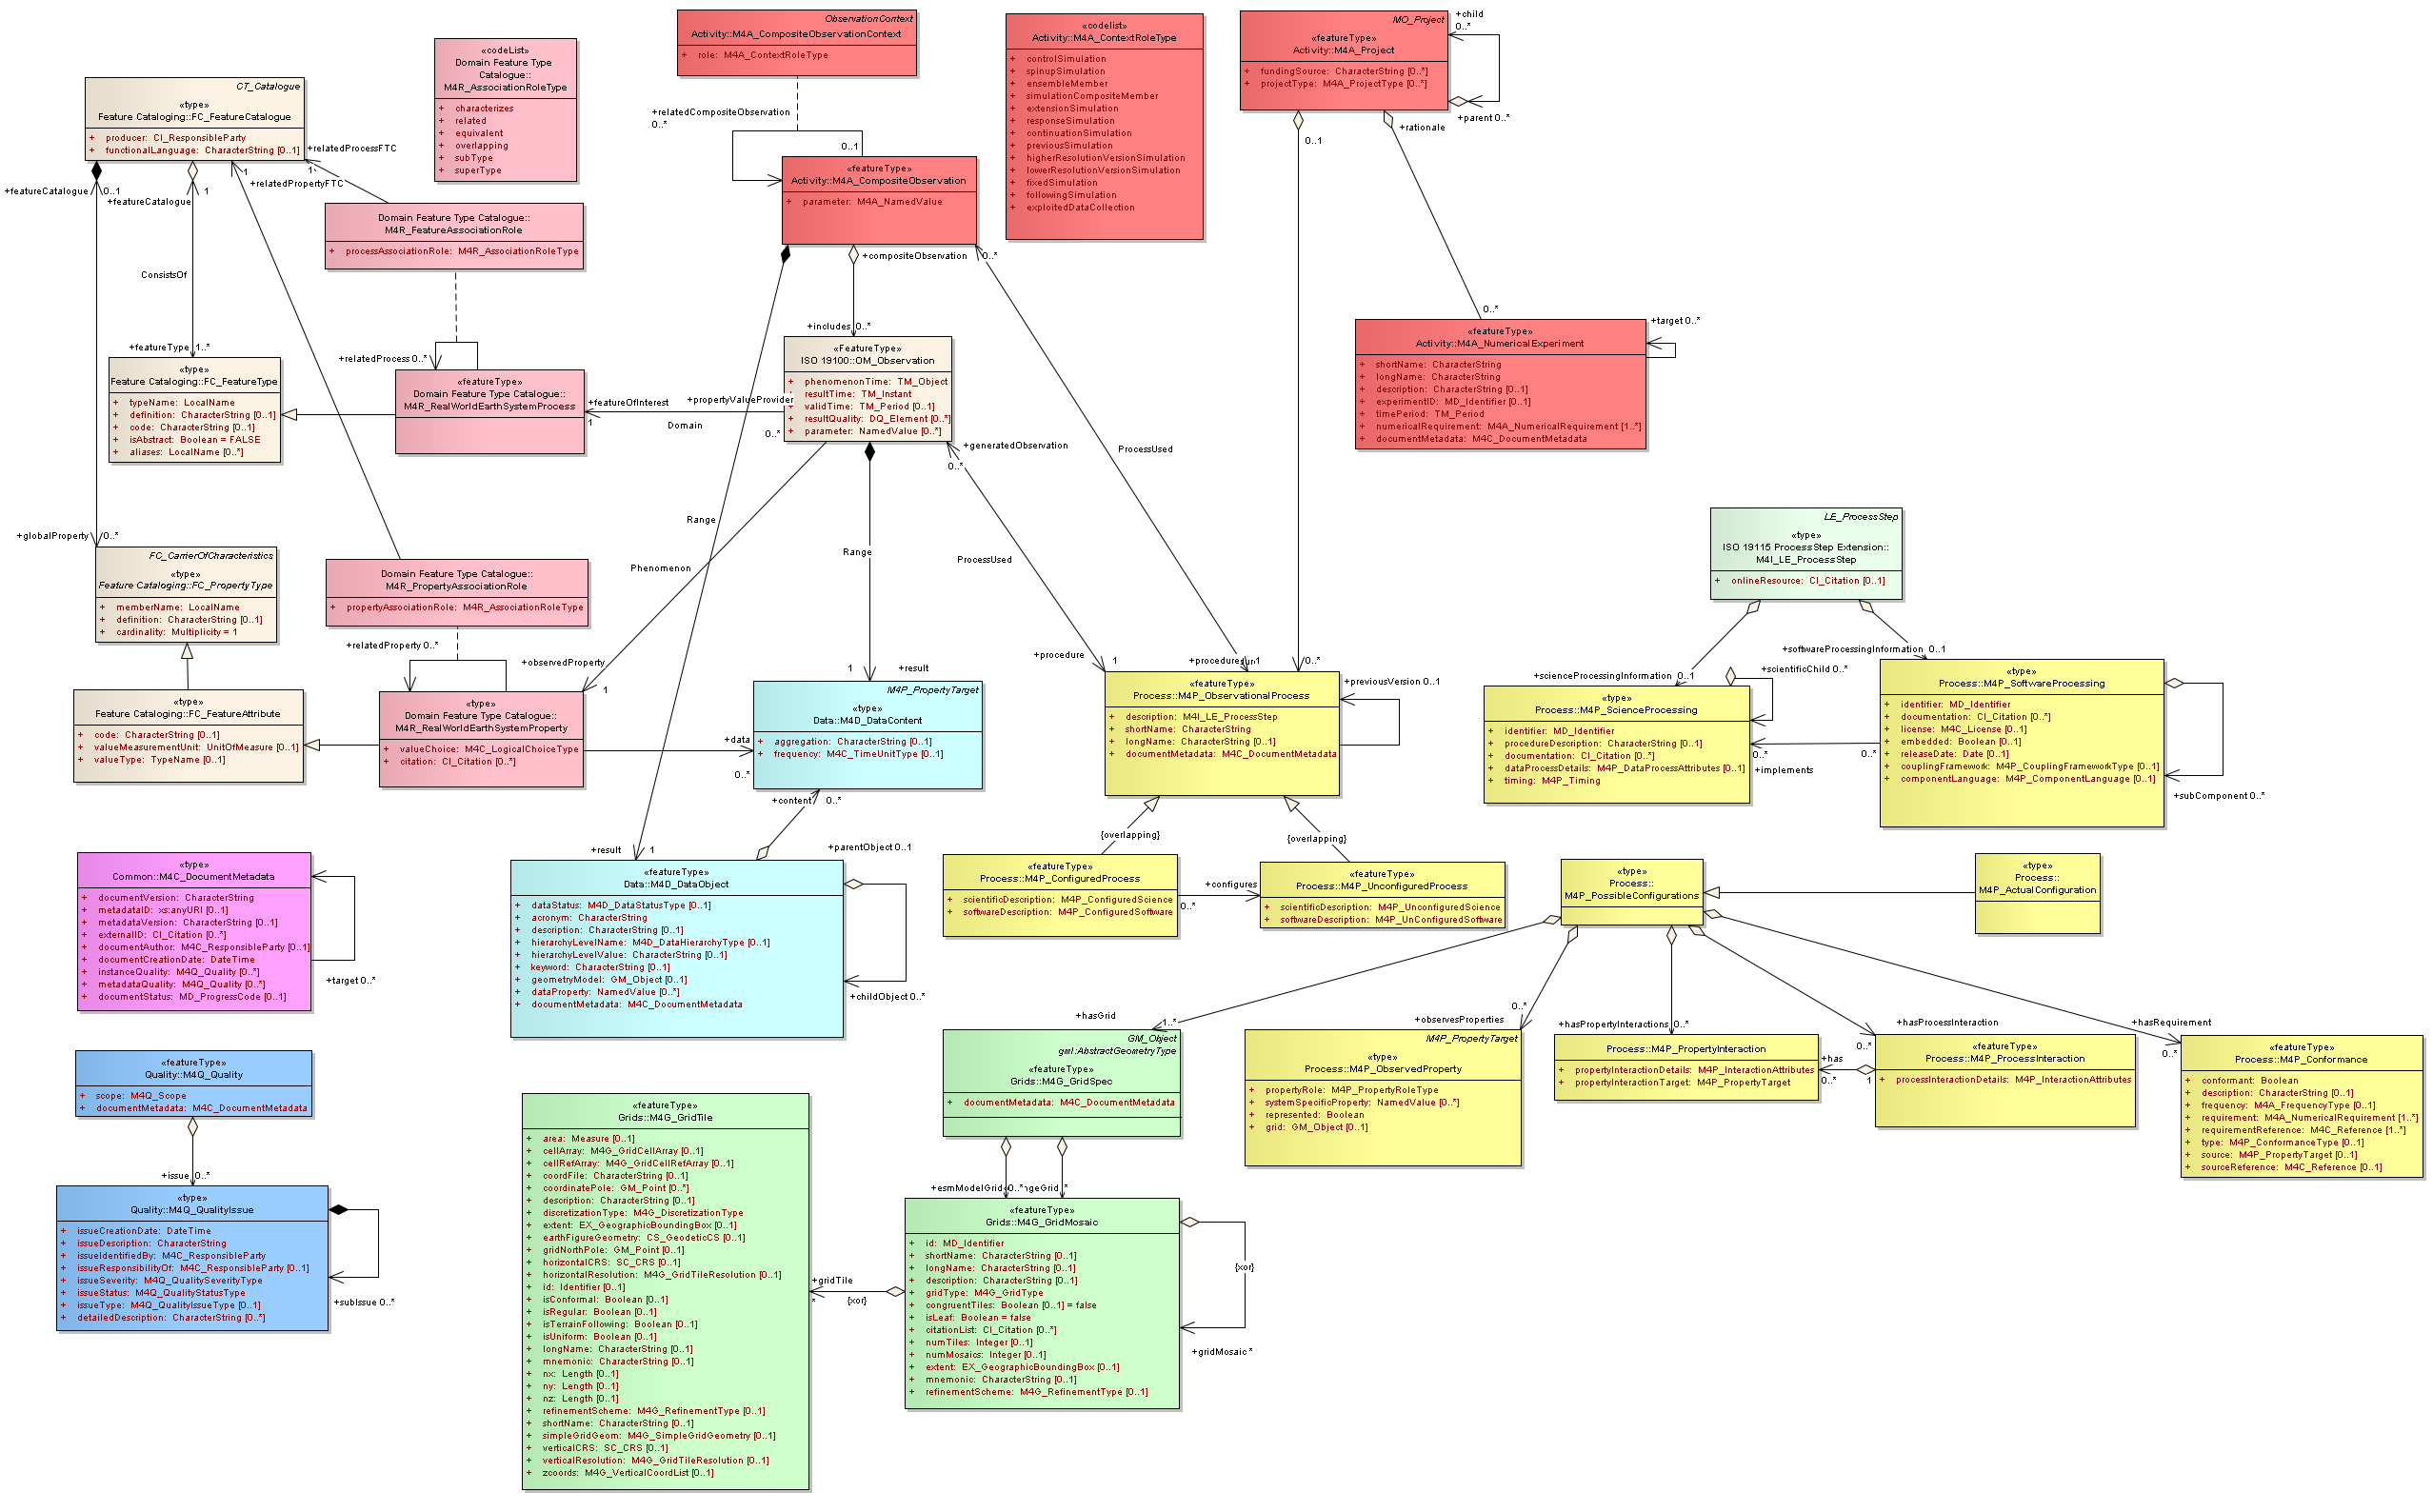 CT_Catalogue
«type»
Feature Cataloging::FC_FeatureCatalogue
+ producer: CI_ResponsibleParty
+ functionalLanguage: CharacterString [0..1]
«codeList»
Domain Feature Type
Catalogue::
M4R_AssociationRoleType
+ characterizes
+ related
+ equivalent
+ overlapping
+ subType
+ superType
ObservationContext
Activity::M4A_CompositeObservationContext
+ role: M4A_ContextRoleType
«codelist»
Activity::M4A_ContextRoleType
+ controlSimulation
+ spinupSimulation
+ ensembleMember
+ simulationCompositeMember
+ extensionSimulation
+ responseSimulation
+ continuationSimulation
+ previousSimulation
+ higherResolutionVersionSimulation
+ lowerResolutionVersionSimulation
+ fixedSimulation
+ followingSimulation
+ exploitedDataCollection
MO_Project
«featureType»
Activity::M4A_Project
+ fundingSource: CharacterString [0..*]
+ projectType: M4A_ProjectType [0..*]
+child
0..*
+parent 0..*
+rationale
0..1
0..*
+relatedCompositeObservation
0..*
0..1
«featureType»
Activity::M4A_CompositeObservation
+ parameter: M4A_NamedValue
+compositeObservation
0..*
+relatedProcessFTC
1
+relatedPropertyFTC
1
+featureCatalogue
0..1
+featureCatalogue
1
ConsistsOf
Domain Feature Type Catalogue::
M4R_FeatureAssociationRole
+ processAssociationRole: M4R_AssociationRoleType
+featureType 1..*
«type»
Feature Cataloging::FC_FeatureType
+ typeName: LocalName
+ definition: CharacterString [0..1]
+ code: CharacterString [0..1]
+ isAbstract: Boolean = FALSE
+ aliases: LocalName [0..*]
+relatedProcess 0..*
«featureType»
Domain Feature Type Catalogue::
M4R_RealWorldEarthSystemProcess
+featureOfInterest
1
Domain
+propertyValueProvider
0..*
+includes 0..*
«FeatureType»
ISO 19100::OM_Observation
+ phenomenonTime: TM_Object
+ resultTime: TM_Instant
+ validTime: TM_Period [0..1]
+ resultQuality: DQ_Element [0..*]
+ parameter: NamedValue [0..*]
+generatedObservation
0..*
ProcessUsed
«featureType»
Activity::M4A_NumericalExperiment
+ shortName: CharacterString
+ longName: CharacterString
+ description: CharacterString [0..1]
+ experimentID: MD_Identifier [0..1]
+ timePeriod: TM_Period
+ numericalRequirement: M4A_NumericalRequirement [1..*]
+ documentMetadata: M4C_DocumentMetadata
+target 0..*
Range
Range
ProcessUsed
Phenomenon
+globalProperty 0..*
FC_CarrierOfCharacteristics
«type»
Feature Cataloging::FC_PropertyType
+ memberName: LocalName
+ definition: CharacterString [0..1]
+ cardinality: Multiplicity = 1
Domain Feature Type Catalogue::
M4R_PropertyAssociationRole
+ propertyAssociationRole: M4R_AssociationRoleType
+relatedProperty 0..*
+observedProperty
1
«type»
Feature Cataloging::FC_FeatureAttribute
+ code: CharacterString [0..1]
+ valueMeasurementUnit: UnitOfMeasure [0..1]
+ valueType: TypeName [0..1]
«type»
Domain Feature Type Catalogue::
M4R_RealWorldEarthSystemProperty
+ valueChoice: M4C_LogicalChoiceType
+ citation: CI_Citation [0..*]
+data
0..*
1 +result
M4P_PropertyTarget
«type»
Data::M4D_DataContent
+ aggregation: CharacterString [0..1]
+ frequency: M4C_TimeUnitType [0..1]
+content 0..*
+procedure 1
1
0..*
«featureType»
Process::M4P_ObservationalProcess
+ description: M4I_LE_ProcessStep
+ shortName: CharacterString
+ longName: CharacterString [0..1]
+ documentMetadata: M4C_DocumentMetadata
+previousVersion 0..1
{overlapping}
{overlapping}
LE_ProcessStep
«type»
ISO 19115 ProcessStep Extension::
M4I_LE_ProcessStep
+ onlineResource: CI_Citation [0..1]
+scienceProcessingInformation 0..1
+scientificChild 0..*
+softwareProcessingInformation 0..1
«type»
Process::M4P_ScienceProcessing
+ identifier: MD_Identifier
+ procedureDescription: CharacterString [0..1]
+ documentation: CI_Citation [0..*]
+ dataProcessDetails: M4P_DataProcessAttributes [0..1]
+ timing: M4P_Timing
0..*
+implements
0..*
«type»
Process::M4P_SoftwareProcessing
+ identifier: MD_Identifier
+ documentation: CI_Citation [0..*]
+ license: M4C_License [0..1]
+ embedded: Boolean [0..1]
+ releaseDate: Date [0..1]
+ couplingFramework: M4P_CouplingFrameworkType [0..1]
+ componentLanguage: M4P_ComponentLanguage [0..1]
+subComponent 0..*
«type»
Common::M4C_DocumentMetadata
+ documentVersion: CharacterString
+ metadataID: xs:anyURI [0..1]
+ metadataVersion: CharacterString [0..1]
+ externalID: CI_Citation [0..*]
+ documentAuthor: M4C_ResponsibleParty [0..1]
+ documentCreationDate: DateTime
+ instanceQuality: M4Q_Quality [0..*]
+ metadataQuality: M4Q_Quality [0..*]
+ documentStatus: MD_ProgressCode [0..1]
+target 0..*
+result 1
«featureType»
Data::M4D_DataObject
+ dataStatus: M4D_DataStatusType [0..1]
+ acronym: CharacterString
+ description: CharacterString [0..1]
+ hierarchyLevelName: M4D_DataHierarchyType [0..1]
+ hierarchyLevelValue: CharacterString [0..1]
+ keyword: CharacterString [0..1]
+ geometryModel: GM_Object [0..1]
+ dataProperty: NamedValue [0..*]
+ documentMetadata: M4C_DocumentMetadata
+parentObject 0..1
+childObject 0..*
«featureType»
Process::M4P_ConfiguredProcess
+ scientificDescription: M4P_ConfiguredScience
+ softwareDescription: M4P_ConfiguredSoftware
+configures
0..*
«featureType»
Process::M4P_UnconfiguredProcess
+ scientificDescription: M4P_UnconfiguredScience
+ softwareDescription: M4P_UnConfiguredSoftware
«type»
Process::
M4P_PossibleConfigurations
«type»
Process::
M4P_ActualConfiguration
+hasGrid
1..*
+observesProperties
0..*
+hasPropertyInteractions 0..*
+hasProcessInteraction
0..*
+hasRequirement
0..*
«featureType»
Quality::M4Q_Quality
+ scope: M4Q_Scope
+ documentMetadata: M4C_DocumentMetadata
+issue 0..*
«type»
Quality::M4Q_QualityIssue
+ issueCreationDate: DateTime
+ issueDescription: CharacterString
+ issueIdentifiedBy: M4C_ResponsibleParty
+ issueResponsibilityOf: M4C_ResponsibleParty [0..1]
+ issueSeverity: M4Q_QualitySeverityType
+ issueStatus: M4Q_QualityStatusType
+ issueType: M4Q_QualityIssueType [0..1]
+ detailedDescription: CharacterString [0..*]
+subIssue 0..*
«featureType»
Grids::M4G_GridTile
+ area: Measure [0..1]
+ cellArray: M4G_GridCellArray [0..1]
+ cellRefArray: M4G_GridCellRefArray [0..1]
+ coordFile: CharacterString [0..1]
+ coordinatePole: GM_Point [0..*]
+ description: CharacterString [0..1]
+ discretizationType: M4G_DiscretizationType
+ extent: EX_GeographicBoundingBox [0..1]
+ earthFigureGeometry: CS_GeodeticCS [0..1]
+ gridNorthPole: GM_Point [0..1]
+ horizontalCRS: SC_CRS [0..1]
+ horizontalResolution: M4G_GridTileResolution [0..1]
+ id: Identifier [0..1]
+ isConformal: Boolean [0..1]
+ isRegular: Boolean [0..1]
+ isTerrainFollowing: Boolean [0..1]
+ isUniform: Boolean [0..1]
+ longName: CharacterString [0..1]
+ mnemonic: CharacterString [0..1]
+ nx: Length [0..1]
+ ny: Length [0..1]
+ nz: Length [0..1]
+ refinementScheme: M4G_RefinementType [0..1]
+ shortName: CharacterString [0..1]
+ simpleGridGeom: M4G_SimpleGridGeometry [0..1]
+ verticalCRS: SC_CRS [0..1]
+ verticalResolution: M4G_GridTileResolution [0..1]
+ zcoords: M4G_VerticalCoordList [0..1]
GM_Object
gml:AbstractGeometryType
«featureType»
Grids::M4G_GridSpec
+ documentMetadata: M4C_DocumentMetadata
+esmModelGrid 0..*
«featureType»
Grids::M4G_GridMosaic
+ id: MD_Identifier
+ shortName: CharacterString [0..1]
+ longName: CharacterString [0..1]
+ description: CharacterString [0..1]
+ gridType: M4G_GridType
+ congruentTiles: Boolean [0..1] = false
+ isLeaf: Boolean = false
+ citationList: CI_Citation [0..*]
+ numTiles: Integer [0..1]
+ numMosaics: Integer [0..1]
+ extent: EX_GeographicBoundingBox [0..1]
+ mnemonic: CharacterString [0..1]
+ refinementScheme: M4G_RefinementType [0..1]
+gridTile
*
{xor}
{xor}
+gridMosaic *
M4P_PropertyTarget
«type»
Process::M4P_ObservedProperty
+ propertyRole: M4P_PropertyRoleType
+ systemSpecificProperty: NamedValue [0..*]
+ represented: Boolean
+ grid: GM_Object [0..1]
Process::M4P_PropertyInteraction
+ propertyInteractionDetails: M4P_InteractionAttributes
+ propertyInteractionTarget: M4P_PropertyTarget
+has
0..*
1
«featureType»
Process::M4P_ProcessInteraction
+ processInteractionDetails: M4P_InteractionAttributes
«featureType»
Process::M4P_Conformance
+ conformant: Boolean
+ description: CharacterString [0..1]
+ frequency: M4A_FrequencyType [0..1]
+ requirement: M4A_NumericalRequirement [1..*]
+ requirementReference: M4C_Reference [1..*]
+ type: M4P_ConformanceType [0..1]
+ source: M4P_PropertyTarget [0..1]
+ sourceReference: M4C_Reference [0..1]